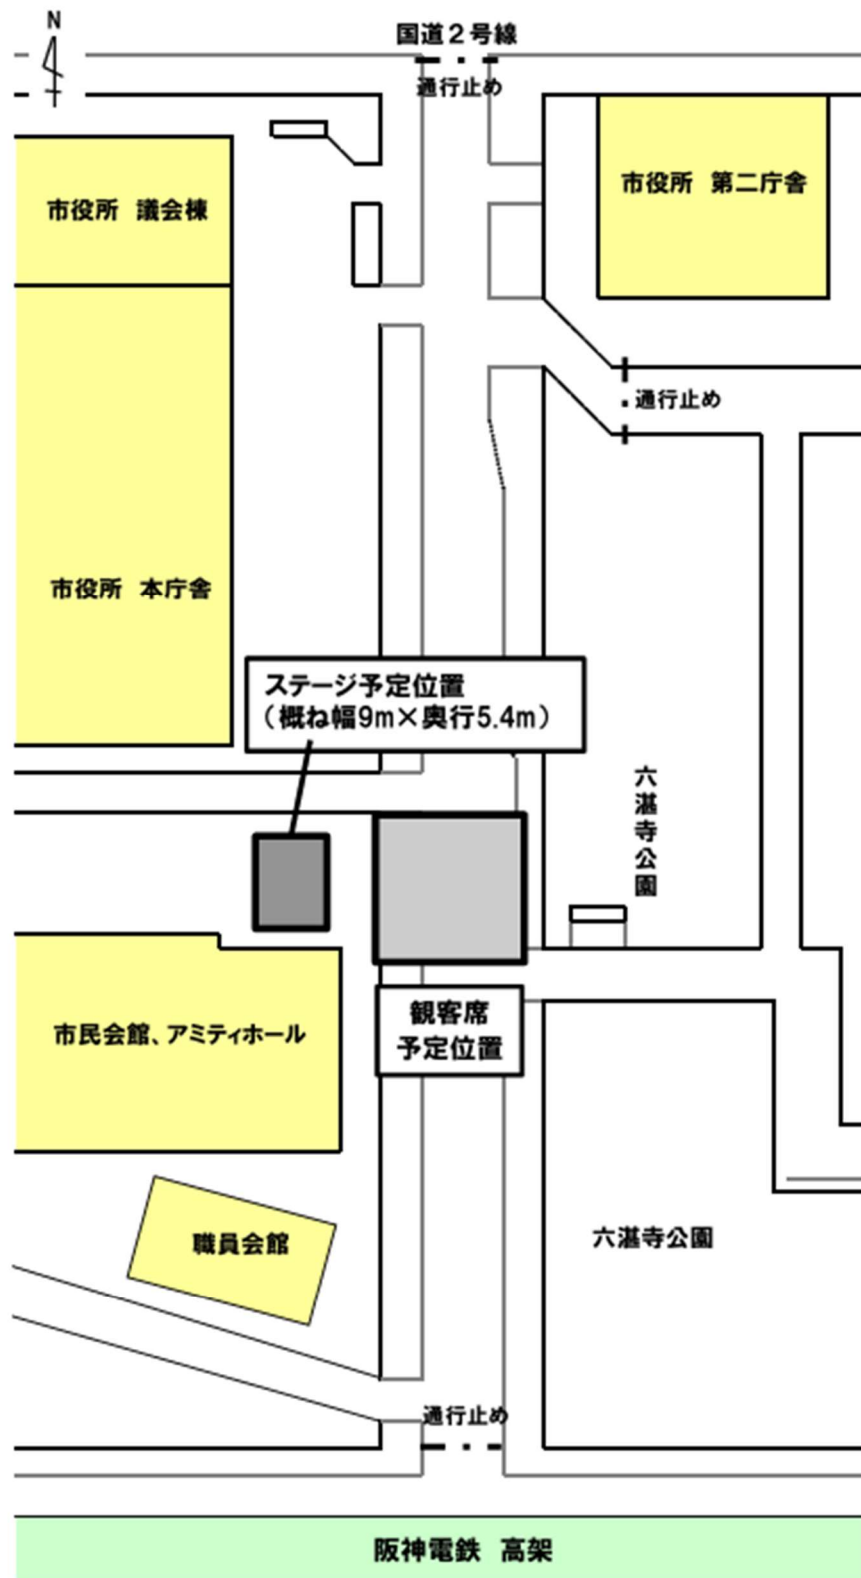 N
国道２号線
通行止め
市役所　議会棟
市役所　第二庁舎
通行止め
市役所　本庁舎
ステージ予定位置
（概ね幅9m×奥行5.4m）
六湛寺公園
観客席
予定位置
市民会館、アミティホール
職員会館
六湛寺公園
通行止め
阪神電鉄　高架